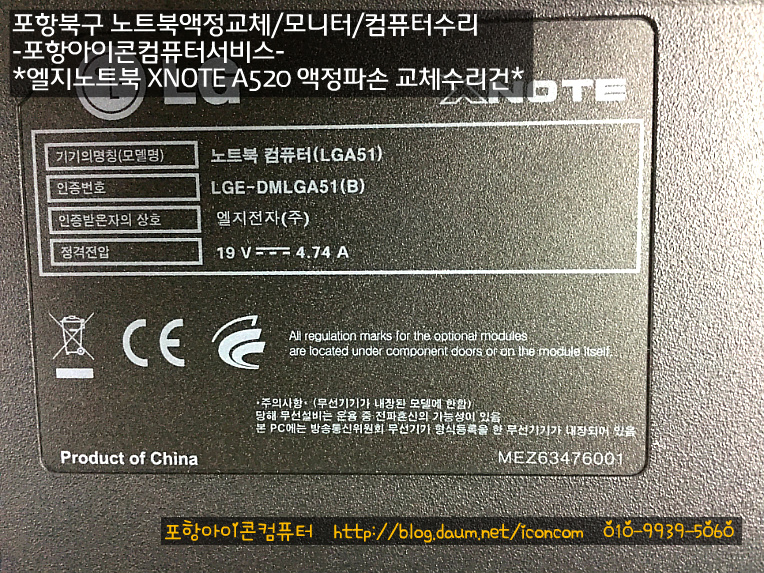 포항북구 노트북액정교체/모니터/컴퓨터수리
-포항아이콘컴퓨터서비스-
*엘지노트북 XNOTE A520 액정파손 교체수리건*
LG XNOTE
기기의명칭(모델명) 노트북 컴퓨터(LGA51)
인증번호 LGE-DMLGA51(B)
인증받은자의 상호 엘지전자(주)
정격전압 19 V 4.74 A
CE
All regulation marks for the optional modules
are located under component doors or on the module itself...
·주의사항· (무선기기가 내장된 모델에 한함)
당해 무선설비는 운용 중 전파혼신의 가능성이 있음
본 PC에는 방송통신위원회 무선기기 형식등록을 한 무선기기가 내장되어 있음
Product of China MEZ63476001
포항아이콘컴퓨터 http://blog.daum.net/iconcom 010-9939-5060